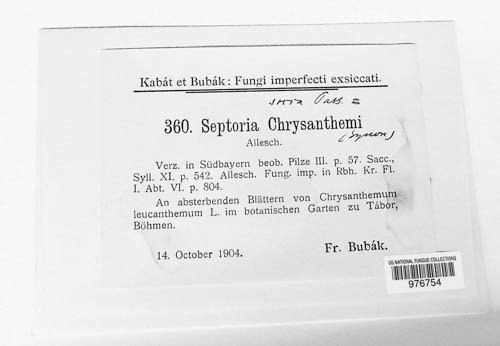 Kabát et Bubák: Fungi imperfecti exsiccati.
Pass. =
360. Septoria Chrysanthemi
(Synon)
Allesch.
Verz. in Südbayern beob. Pilze III. p. 57. Sacc.,
Syll. XI. p. 542. Allesch. Fung. imp. in Rbh. Kr. Fl.
I. Abt. VI. p. 804.
An absterbenden Blättern von Chrysanthemum
leucanthemum L. im botanischen Garten zu Tábor,
Böhmen.
14. October 1904.
Fr. Bubák.
US NATIONAL FUNGUS COLLECTIONS
976754